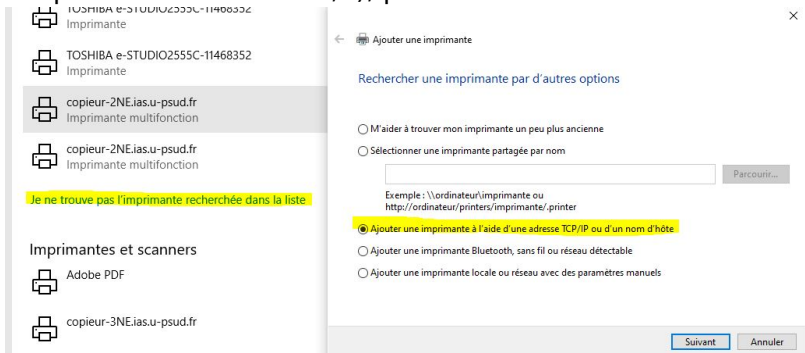 TOSHIBA e-STUDIO2555C-11468352
Imprimante
TOSHIBA e-STUDIO2555C-11468352
Imprimante
copieur-2NE.ias.u-psud.fr
Imprimante multifonction
copieur-2NE.ias.u-psud.fr
Imprimante multifonction
Je ne trouve pas l'imprimante recherchée dans la liste
Imprimantes et scanners
Adobe PDF
copieur-3NE.ias.u-psud.fr
Ajouter une imprimante
Rechercher une imprimante par d'autres options
M'aider à trouver mon imprimante un peu plus ancienne
Sélectionner une imprimante partagée par nom
Parcourir...
Exemple : \\ordinateur\imprimante ou
http://ordinateur/printers/imprimante/.printer
Ajouter une imprimante à l'aide d'une adresse TCP/IP ou d'un nom d'hôte
Ajouter une imprimante Bluetooth, sans fil ou réseau détectable
Ajouter une imprimante locale ou réseau avec des paramètres manuels
Suivant
Annuler